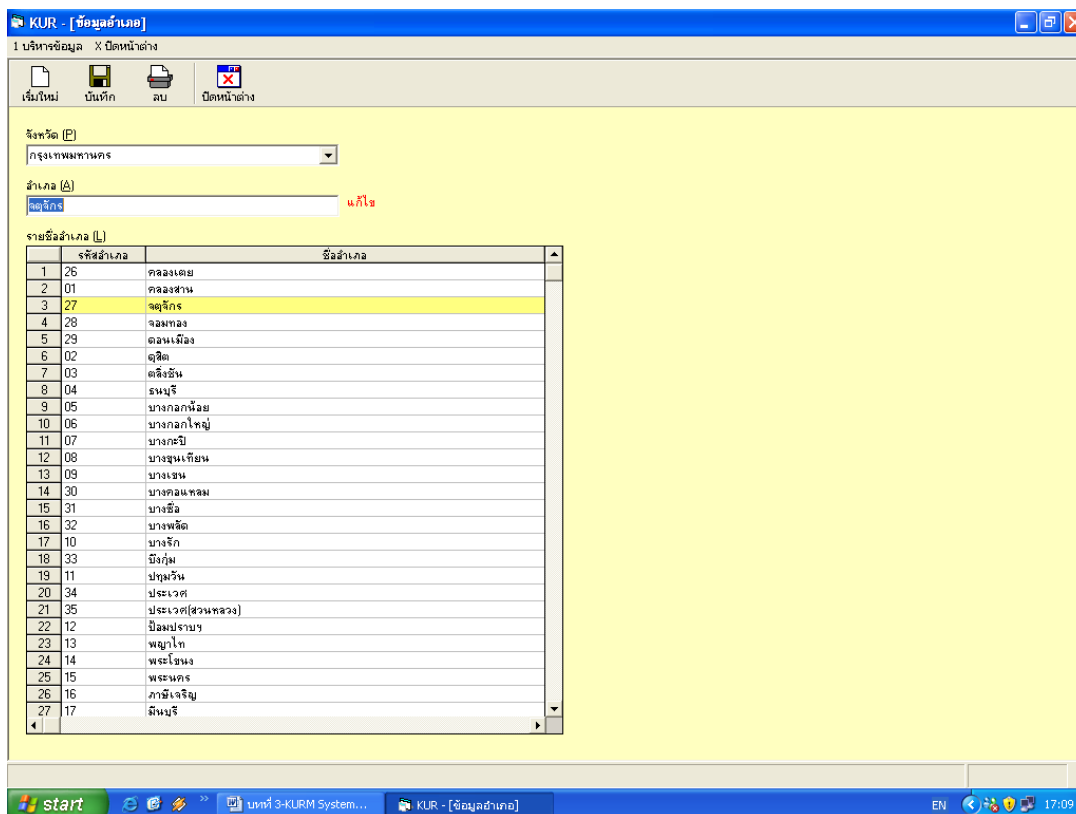 KUR - [ข้อมูลอำเภอ]
1 บริหารข้อมูล X ปิดหน้าต่าง
เริ่มใหม่ บันทึก ลบ ปิดหน้าต่าง
จังหวัด (P)
กรุงเทพมหานคร
อำเภอ (A)
จตุจักร แก้ไข
รายชื่ออำเภอ (L)
รหัสอำเภอ ชื่ออำเภอ
1 26 คลองเตย
2 01 คลองสาน
3 27 จตุจักร
4 28 จอมทอง
5 29 ดอนเมือง
6 02 ดุสิต
7 03 ตลิ่งชัน
8 04 ธนบุรี
9 05 บางกอกน้อย
10 06 บางกอกใหญ่
11 07 บางกะปิ
12 08 บางขุนเทียน
13 09 บางเขน
14 30 บางคอแหลม
15 31 บางซื่อ
16 32 บางพลัด
17 10 บางรัก
18 33 บึงกุ่ม
19 11 ปทุมวัน
20 34 ประเวศ
21 35 ประเวศ(สวนหลวง)
22 12 ป้อมปราบฯ
23 13 พญาไท
24 14 พระโขนง
25 15 พระนคร
26 16 ภาษีเจริญ
27 17 มีนบุรี
start บทที่ 3-KURM System... KUR - [ข้อมูลอำเภอ] EN 17:09